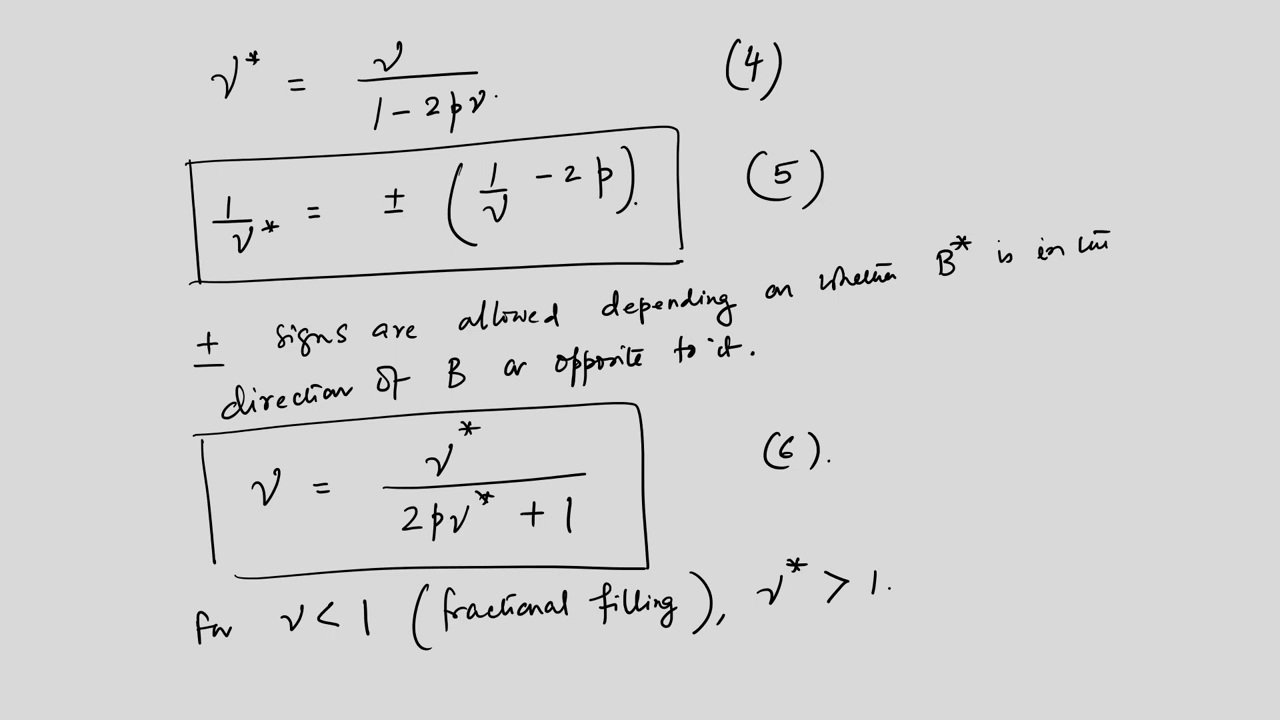 ν* = ν / (1 - 2pν). (4)
1/ν* = ± (1/ν - 2p). (5)
± signs are allowed depending on whether B* is in the
direction of B or opposite to it.
ν = ν* / (2pν* + 1) (6).
for ν < 1 (fractional filling), ν* > 1.